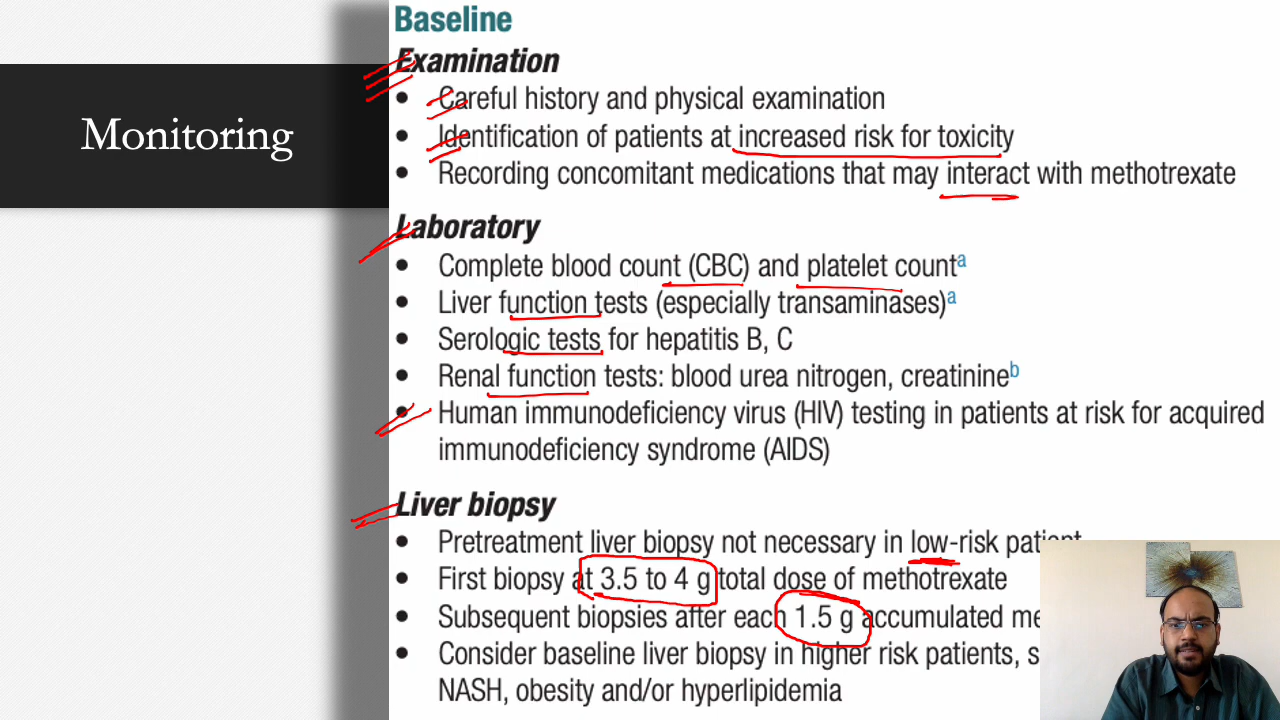 Monitoring
Baseline
Examination
• Careful history and physical examination
• Identification of patients at increased risk for toxicity
• Recording concomitant medications that may interact with methotrexate
Laboratory
• Complete blood count (CBC) and platelet countᵃ
• Liver function tests (especially transaminases)ᵃ
• Serologic tests for hepatitis B, C
• Renal function tests: blood urea nitrogen, creatinineᵇ
• Human immunodeficiency virus (HIV) testing in patients at risk for acquired
immunodeficiency syndrome (AIDS)
Liver biopsy
• Pretreatment liver biopsy not necessary in low-risk patient
• First biopsy at 3.5 to 4 g total dose of methotrexate
• Subsequent biopsies after each 1.5 g accumulated
• Consider baseline liver biopsy in higher risk patients,
NASH, obesity and/or hyperlipidemia